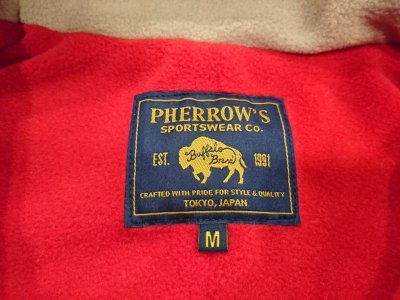 PHERROW'S
SPORTSWEAR CO.
EST. 1991
Buffalo
Brand
CRAFTED WITH PRIDE FOR STYLE & QUALITY
TOKYO, JAPAN
M